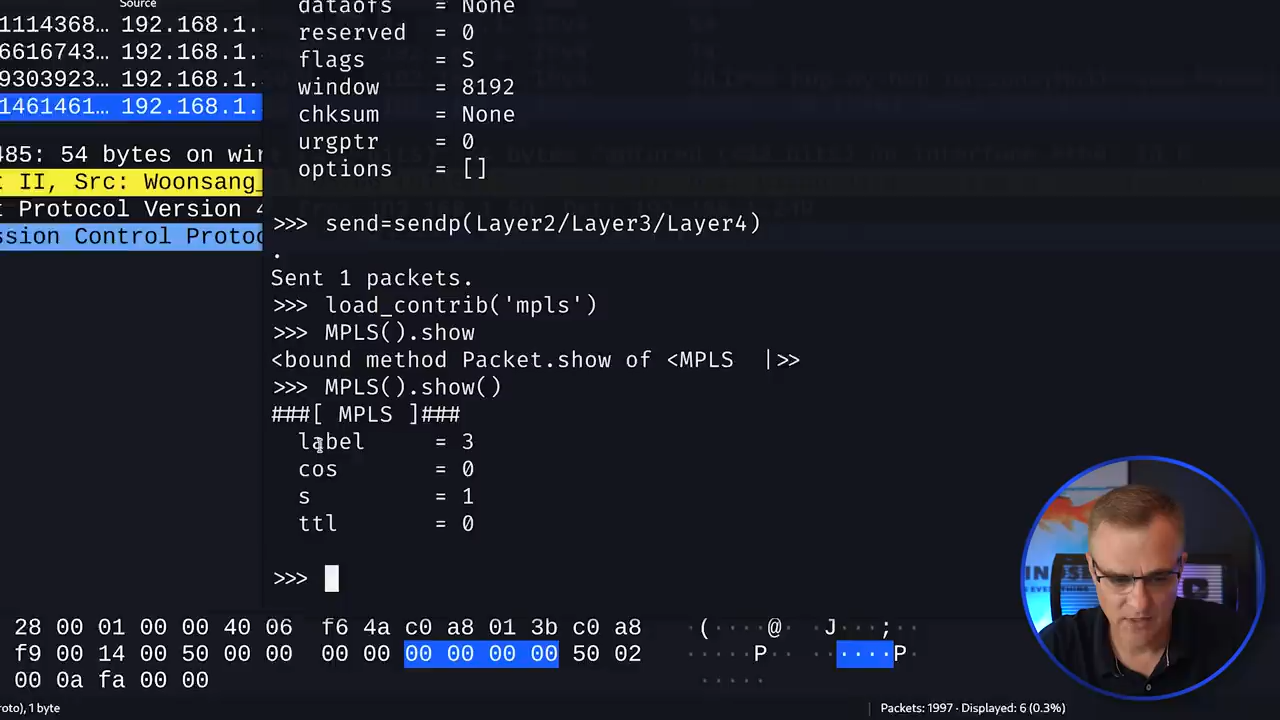 Source
1114368… 192.168.1.
6616743… 192.168.1.
9303923… 192.168.1.
1461461… 192.168.1.
485: 54 bytes on wir
t II, Src: Woonsang_
t Protocol Version 4
ssion Control Protoc
dataofs = None
reserved = 0
flags = S
window = 8192
chksum = None
urgptr = 0
options = []
>>> send=sendp(Layer2/Layer3/Layer4)
.
Sent 1 packets.
>>> load_contrib('mpls')
>>> MPLS().show
<bound method Packet.show of <MPLS  |>>
>>> MPLS().show()
###[ MPLS ]###
label = 3
cos = 0
s = 1
ttl = 0
>>>
28 00 01 00 00 40 06 f6 4a c0 a8 01 3b c0 a8 (····@· ·J···;··
f9 00 14 00 50 00 00 00 00 00 00 00 00 50 02 ·····P·· ······P·
00 0a fa 00 00 ·····
roto), 1 byte
Packets: 1997 · Displayed: 6 (0.3%)